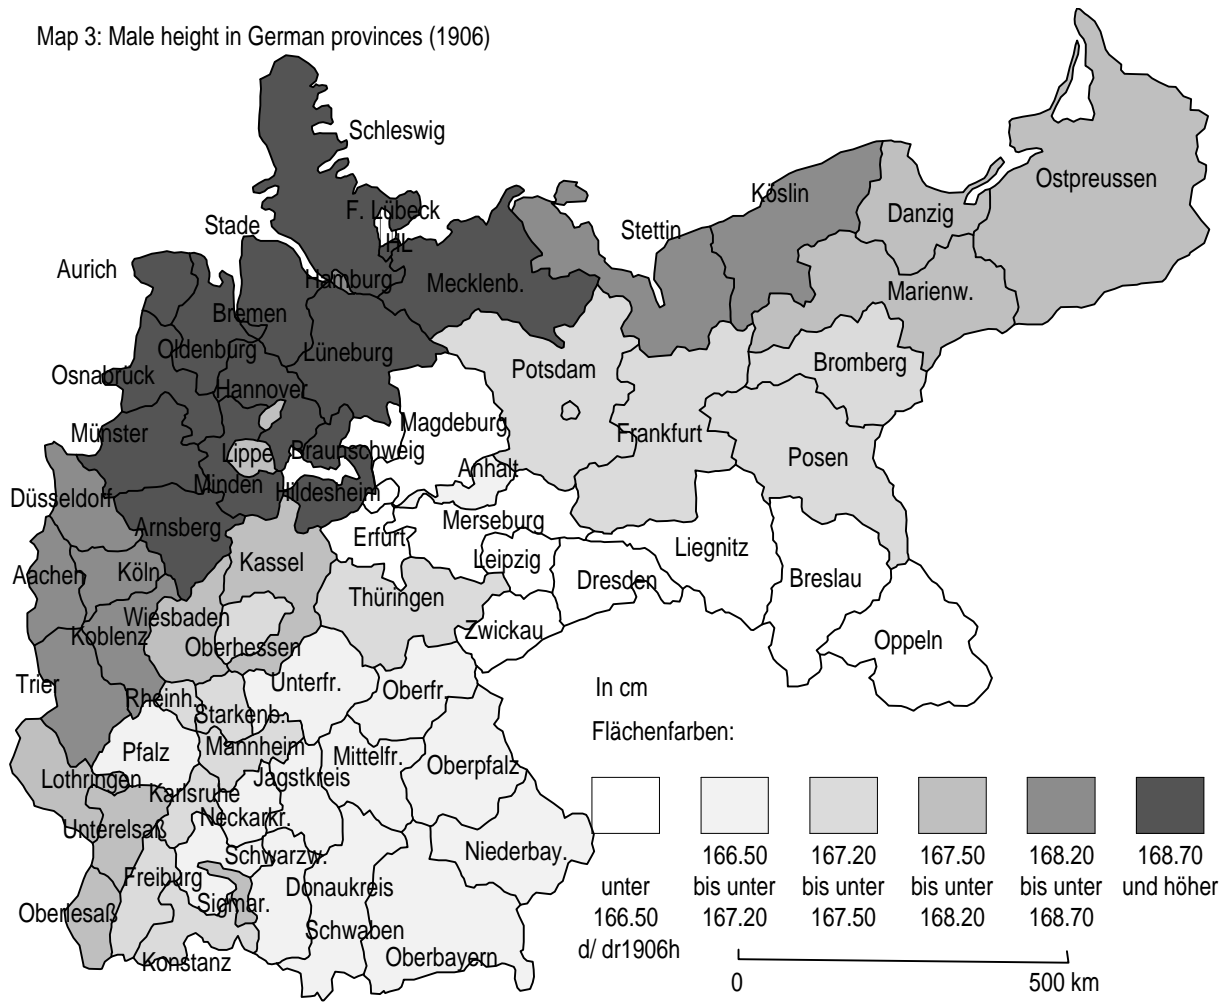 Map 3: Male height in German provinces (1906)
Schleswig
Ostpreussen
Köslin
F. Lübeck
Danzig
Stade
Stettin
HL
Aurich
Hamburg
Mecklenb.
Marienw.
Bremen
Oldenburg
Lüneburg
Osnabrück
Potsdam
Bromberg
Hannover
Magdeburg
Münster
Frankfurt
Lippe
Braunschweig
Posen
Anhalt
Minden
Hildesheim
Düsseldorf
Arnsberg
Merseburg
Erfurt
Liegnitz
Kassel
Leipzig
Aachen
Köln
Dresden
Breslau
Thüringen
Wiesbaden
Koblenz
Zwickau
Oppeln
Oberhessen
Trier
Unterfr.
Oberfr.
Rheinh.
Starkenb.
Pfalz
Mannheim
Mittelfr.
Oberpfalz
Lothringen
Jagstkreis
Karlsruhe
Neckarkr.
Unterelsaß
Schwarzw.
Niederbay.
Freiburg
Donaukreis
Sigmar.
Oberlesaß
Schwaben
Oberbayern
Konstanz
In cm
Flächenfarben:
unter
166.50
166.50
bis unter
167.20
167.20
bis unter
167.50
167.50
bis unter
168.20
168.20
bis unter
168.70
168.70
und höher
d/ dr1906h
0
500 km